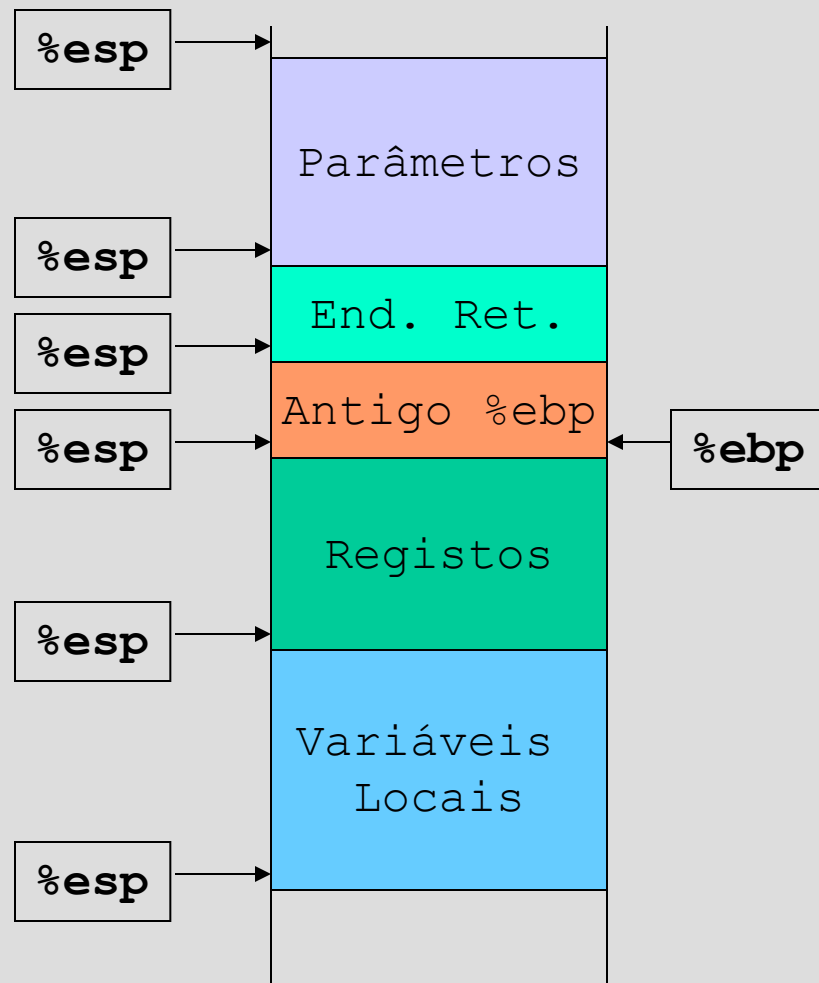 %esp
Parâmetros
%esp
End. Ret.
%esp
Antigo %ebp
%esp
%ebp
Registos
%esp
Variáveis
Locais
%esp